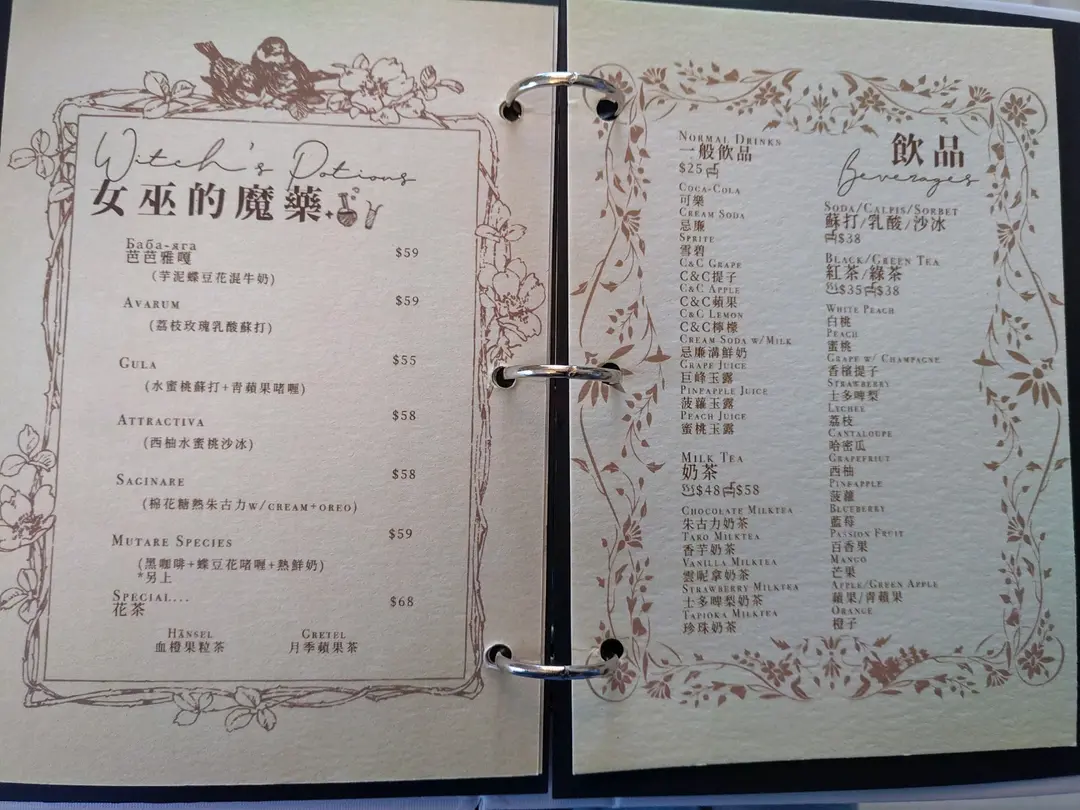 Witch's Potions
女巫的魔藥
Баба-яга
芭芭雅嘎
$59
(芋泥蝶豆花混牛奶)
AVARUM
$59
(荔枝玫瑰乳酸蘇打)
GULA
$55
(水蜜桃蘇打+青蘋果啫喱)
ATTRACTIVA
$58
(西柚水蜜桃沙冰)
SAGINARE
$58
(棉花糖熱朱古力W/CREAM+OREO)
MUTARE SPECIES
$59
(黑咖啡+蝶豆花啫喱+熱鮮奶)
*另上
SPECIAL...
花茶
$68
HÄNSEL
血橙果粒茶
GRETEL
月季蘋果茶
NORMAL DRINKS
一般飲品
$25
COCA-COLA
可樂
CREAM SODA
忌廉
SPRITE
雪碧
C&C GRAPE
C&C提子
C&C APPLE
C&C蘋果
C&C LEMON
C&C檸檬
CREAM SODA W/MILK
忌廉溝鮮奶
GRAPE JUICE
巨峰玉露
PINEAPPLE JUICE
菠蘿玉露
PEACH JUICE
蜜桃玉露
MILK TEA
奶茶
$48 $58
CHOCOLATE MILKTEA
朱古力奶茶
TARO MILKTEA
香芋奶茶
VANILLA MILKTEA
雲呢拿奶茶
STRAWBERRY MILKTEA
士多啤梨奶茶
TAPIOKA MILKTEA
珍珠奶茶
飲品
Beverages
SODA/CALPIS/SORBET
蘇打/乳酸/沙冰
$38
BLACK/GREEN TEA
紅茶/綠茶
$35 $38
WHITE PEACH
白桃
PEACH
蜜桃
GRAPE W/ CHAMPAGNE
香檳提子
STRAWBERRY
士多啤梨
LYCHEE
荔枝
CANTALOUPE
哈密瓜
GRAPEFRIUT
西柚
PINEAPPLE
菠蘿
BLUEBERRY
藍莓
PASSION FRUIT
百香果
MANGO
芒果
APPLE/GREEN APPLE
蘋果/青蘋果
ORANGE
橙子